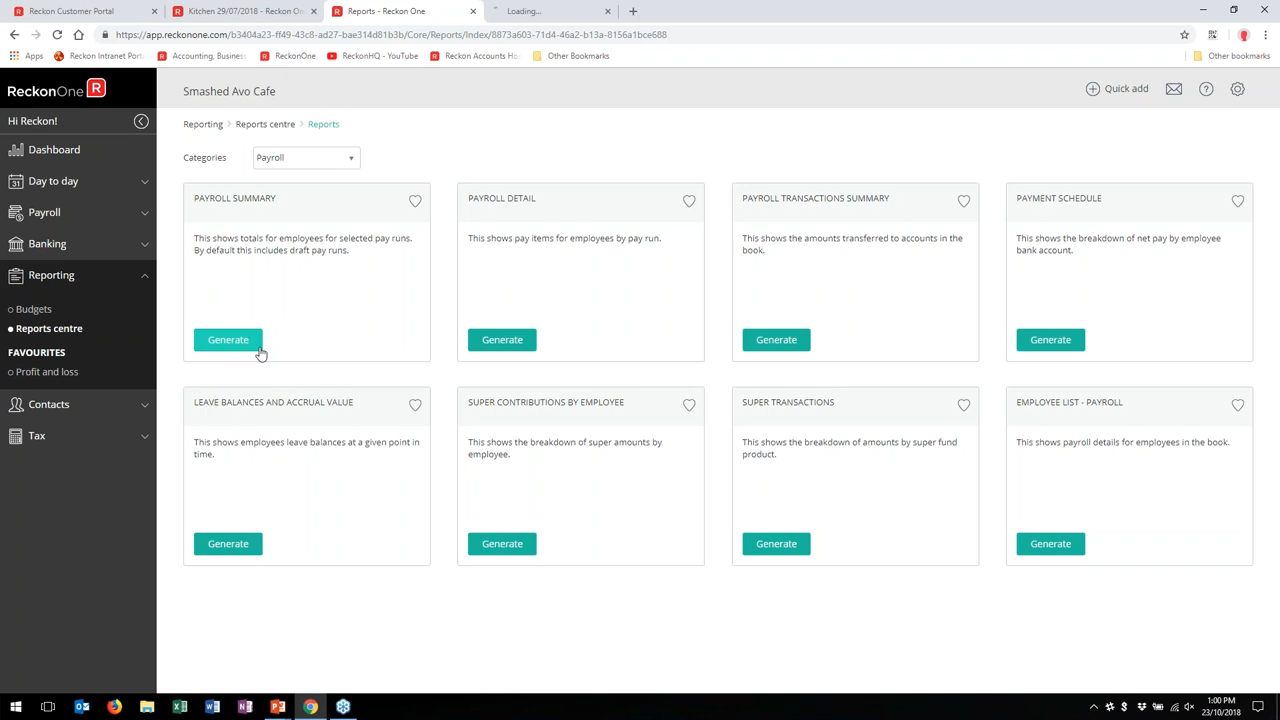 Reckon Customer Portal
Kitchen 29/07/2018 - Reckon On
Reports - Reckon One
Loading...
https://app.reckonone.com/b3404a23-ff49-43c8-ad27-bae314d81b3b/Core/Reports/Index/8873a603-71d4-46a2-b13a-8156a1bce688
Apps
Reckon Intranet Port
Accounting, Busines
ReckonOne
ReckonHQ - YouTube
Reckon Accounts Ho
Other bookmarks
Other bookmarks
ReckonOne R
Smashed Avo Cafe
Quick add
Hi Reckon!
Reporting
Reports centre
Reports
Dashboard
Categories
Payroll
31
Day to day
Payroll
Banking
Reporting
Budgets
Reports centre
FAVOURITES
Profit and loss
Contacts
Tax
PAYROLL SUMMARY
This shows totals for employees for selected pay runs.
By default this includes draft pay runs.
Generate
PAYROLL DETAIL
This shows pay items for employees by pay run.
Generate
PAYROLL TRANSACTIONS SUMMARY
This shows the amounts transferred to accounts in the
book.
Generate
PAYMENT SCHEDULE
This shows the breakdown of net pay by employee
bank account.
Generate
LEAVE BALANCES AND ACCRUAL VALUE
This shows employees leave balances at a given point in
time.
Generate
SUPER CONTRIBUTIONS BY EMPLOYEE
This shows the breakdown of super amounts by
employee.
Generate
SUPER TRANSACTIONS
This shows the breakdown of amounts by super fund
product.
Generate
EMPLOYEE LIST - PAYROLL
This shows payroll details for employees in the book.
Generate
1:00 PM
23/10/2018